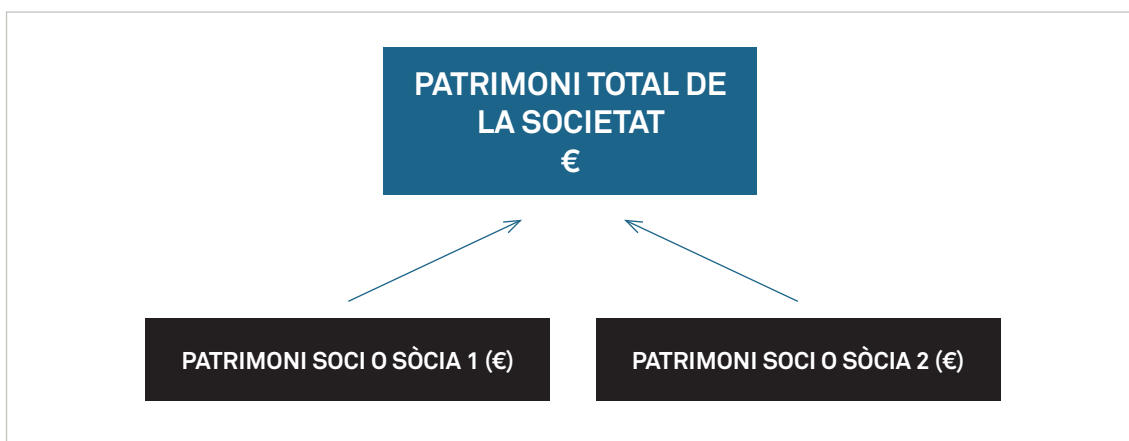 PATRIMONI TOTAL DE
LA SOCIETAT
€
PATRIMONI SOCI O SÒCIA 1 (€)
PATRIMONI SOCI O SÒCIA 2 (€)